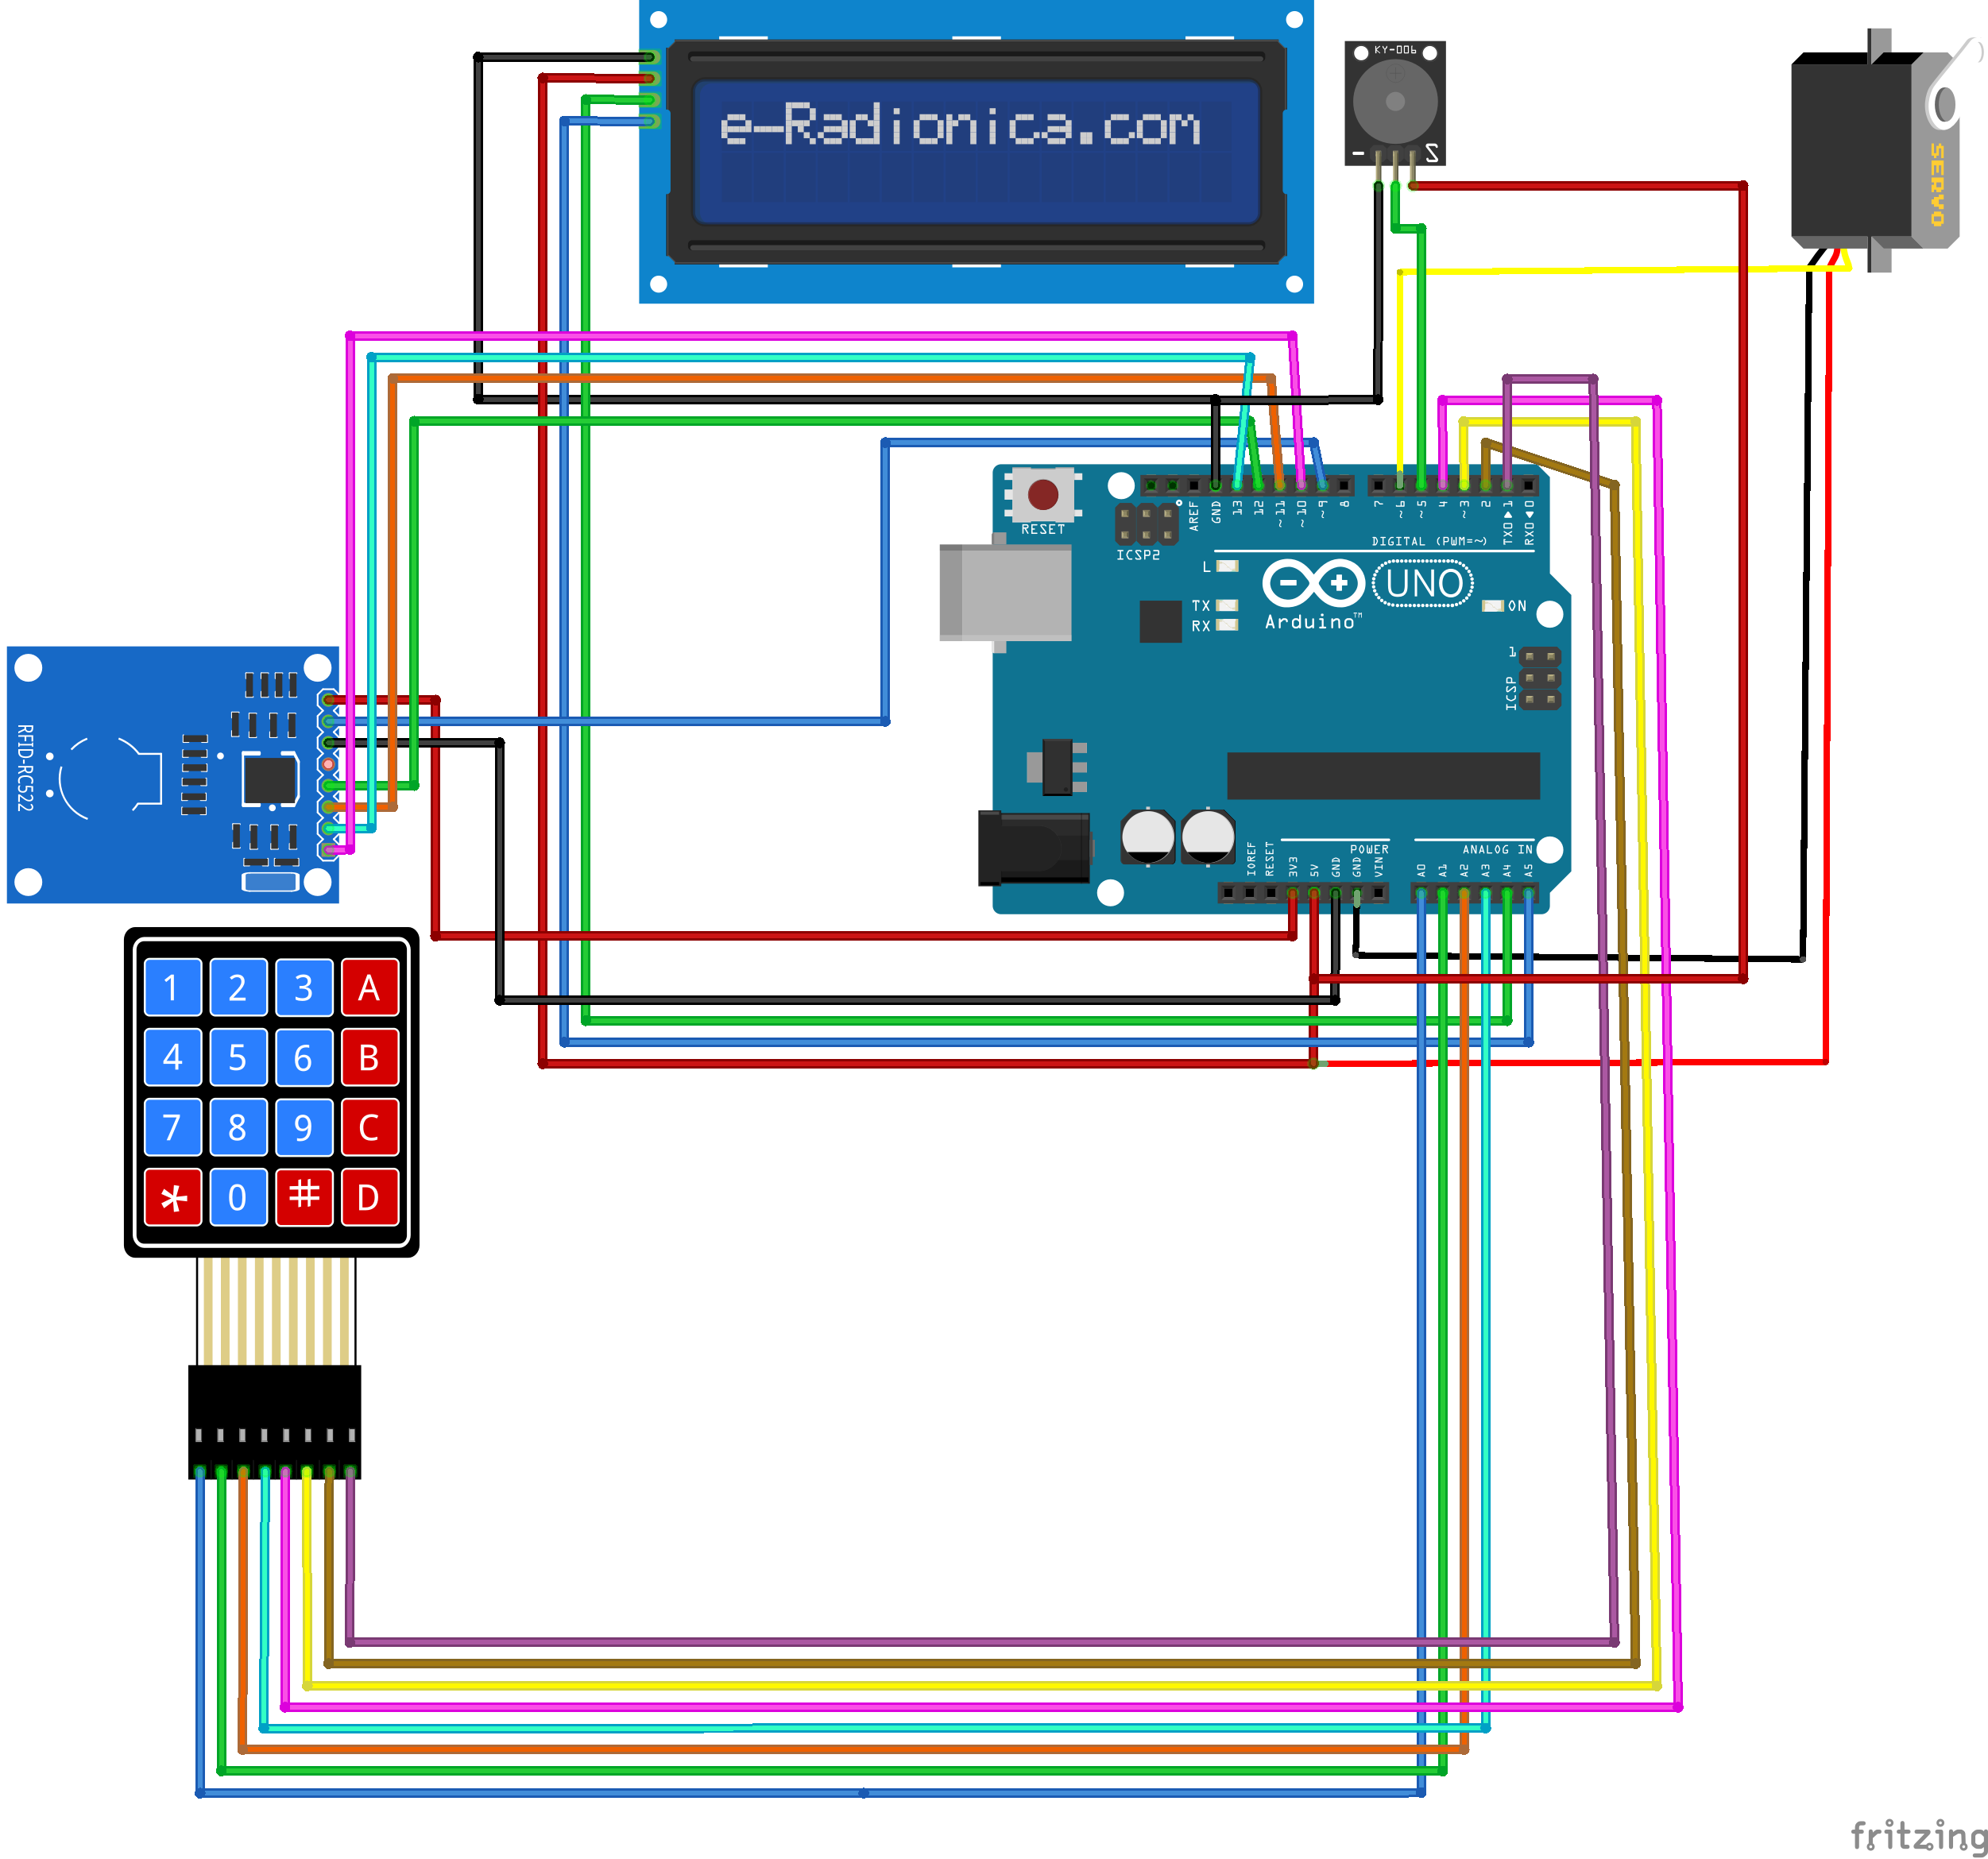 e-Radionica.com
KY-006
- S
SERVO
RESET
ICSP2
AREF
GND
13
12
~11
~10
~9
8
7
~6
~5
4
~3
2
TX0▶1
RX0◀0
DIGITAL (PWM=~)
L
TX
RX
Arduino™
UNO
ON
1
ICSP
RFID-RC522
IOREF
RESET
3V3
5V
GND
GND
VIN
POWER
ANALOG IN
A0
A1
A2
A3
A4
A5
1 2 3 A
4 5 6 B
7 8 9 C
* 0 # D
fritzing